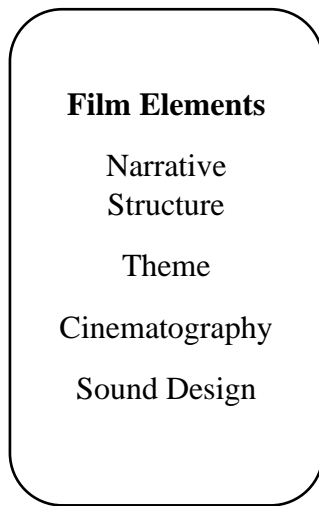 Film Elements
Narrative
Structure
Theme
Cinematography
Sound Design